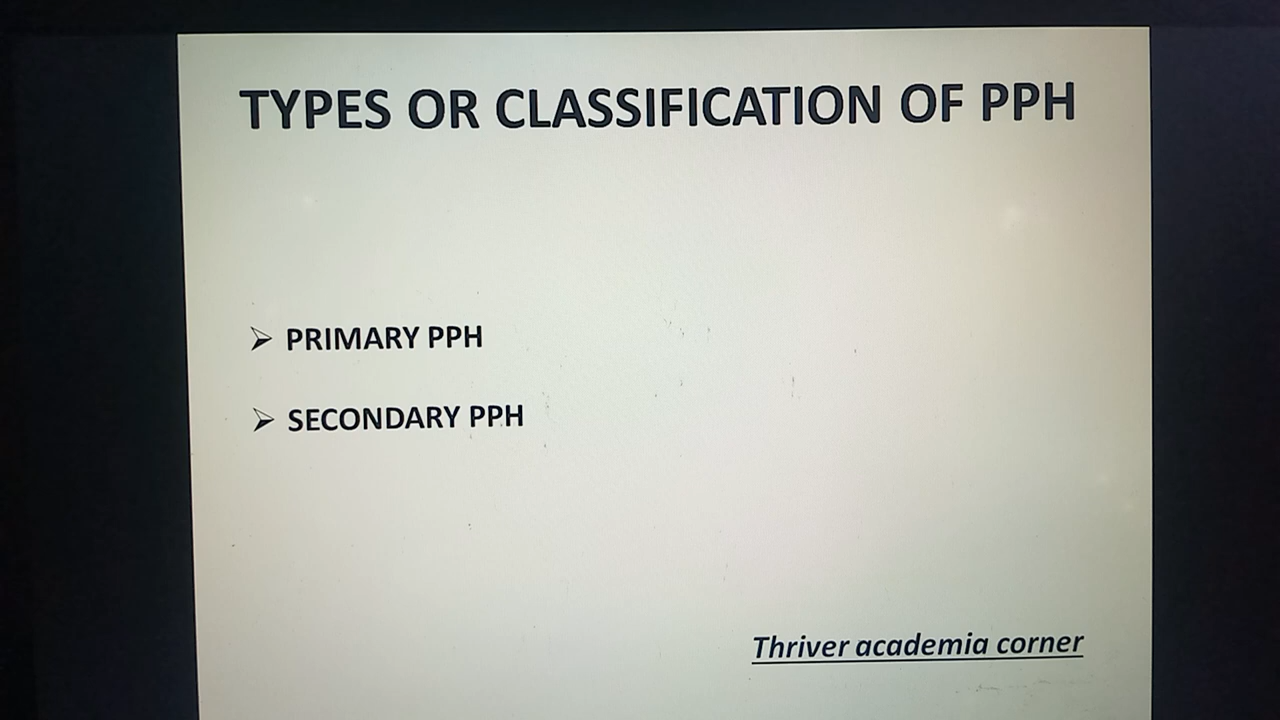 TYPES OR CLASSIFICATION OF PPH
➢ PRIMARY PPH
➢ SECONDARY PPH
Thriver academia corner